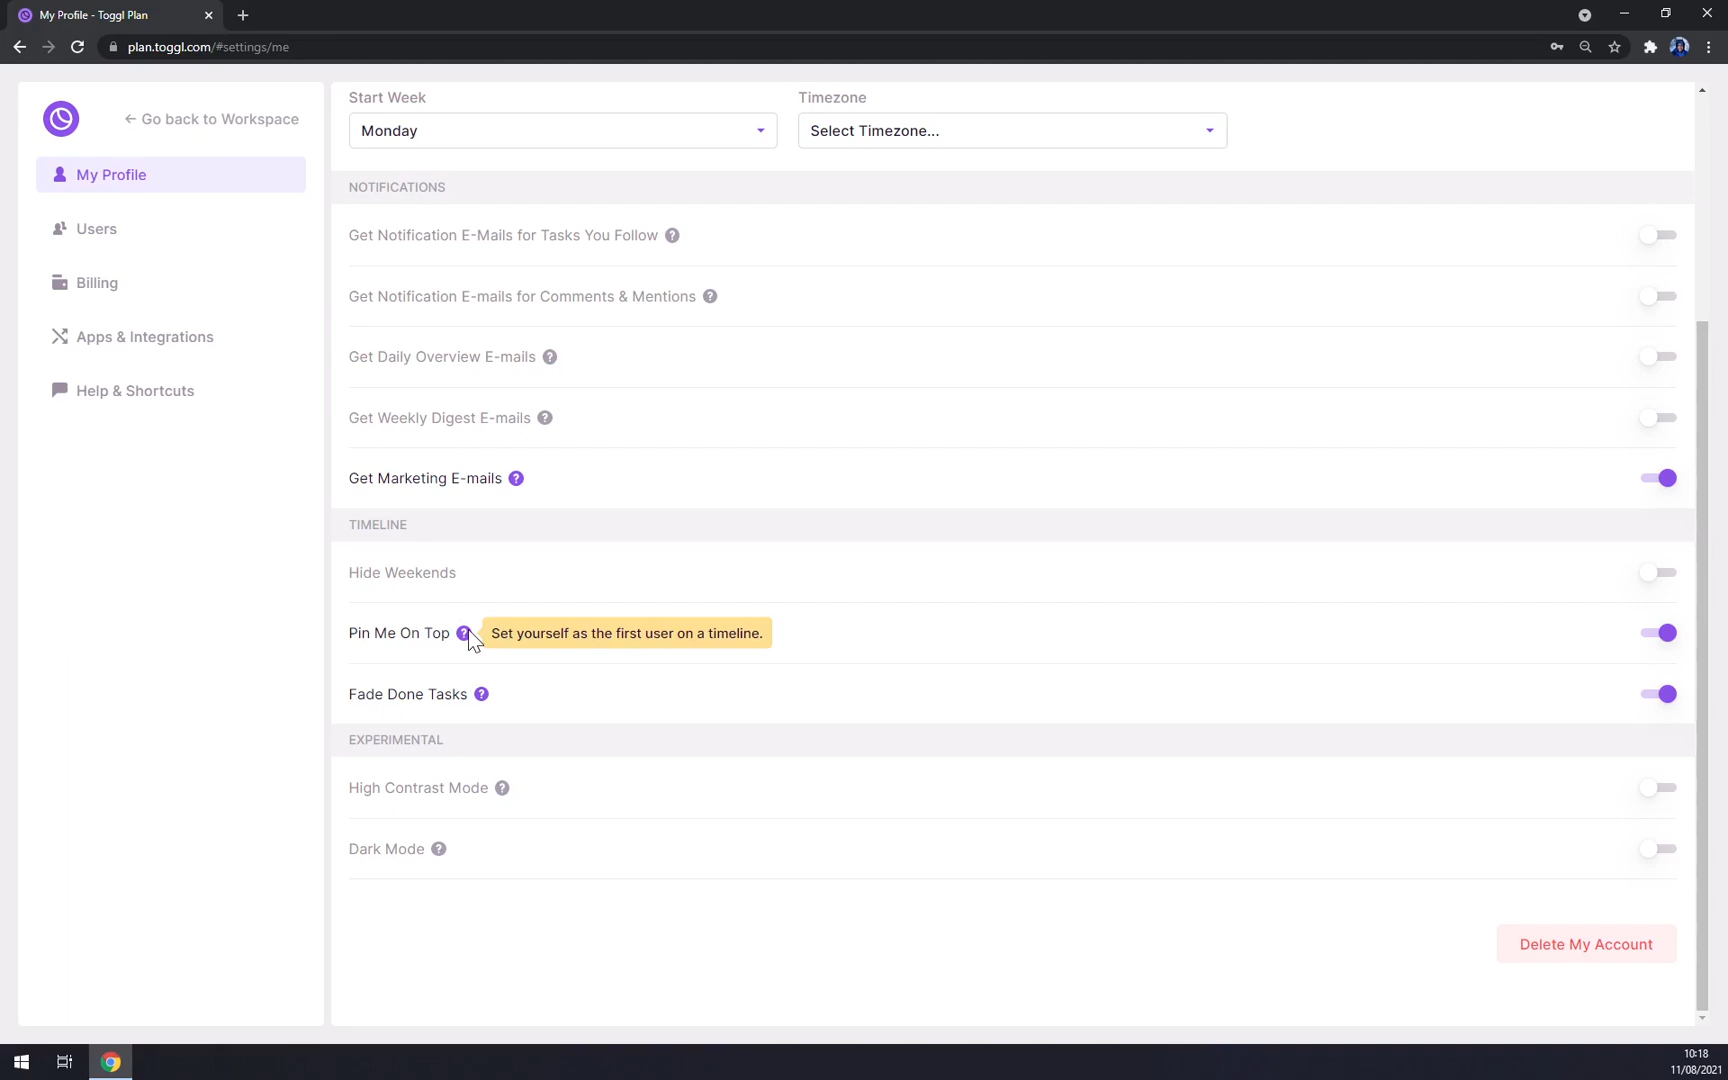 My Profile - Toggl Plan
plan.toggl.com/#settings/me
← Go back to Workspace
My Profile
Users
Billing
Apps & Integrations
Help & Shortcuts
Start Week
Timezone
Monday
Select Timezone...
NOTIFICATIONS
Get Notification E-Mails for Tasks You Follow ?
Get Notification E-mails for Comments & Mentions ?
Get Daily Overview E-mails ?
Get Weekly Digest E-mails ?
Get Marketing E-mails ?
TIMELINE
Hide Weekends
Pin Me On Top ?
Set yourself as the first user on a timeline.
Fade Done Tasks ?
EXPERIMENTAL
High Contrast Mode ?
Dark Mode ?
Delete My Account
10:18
11/08/2021